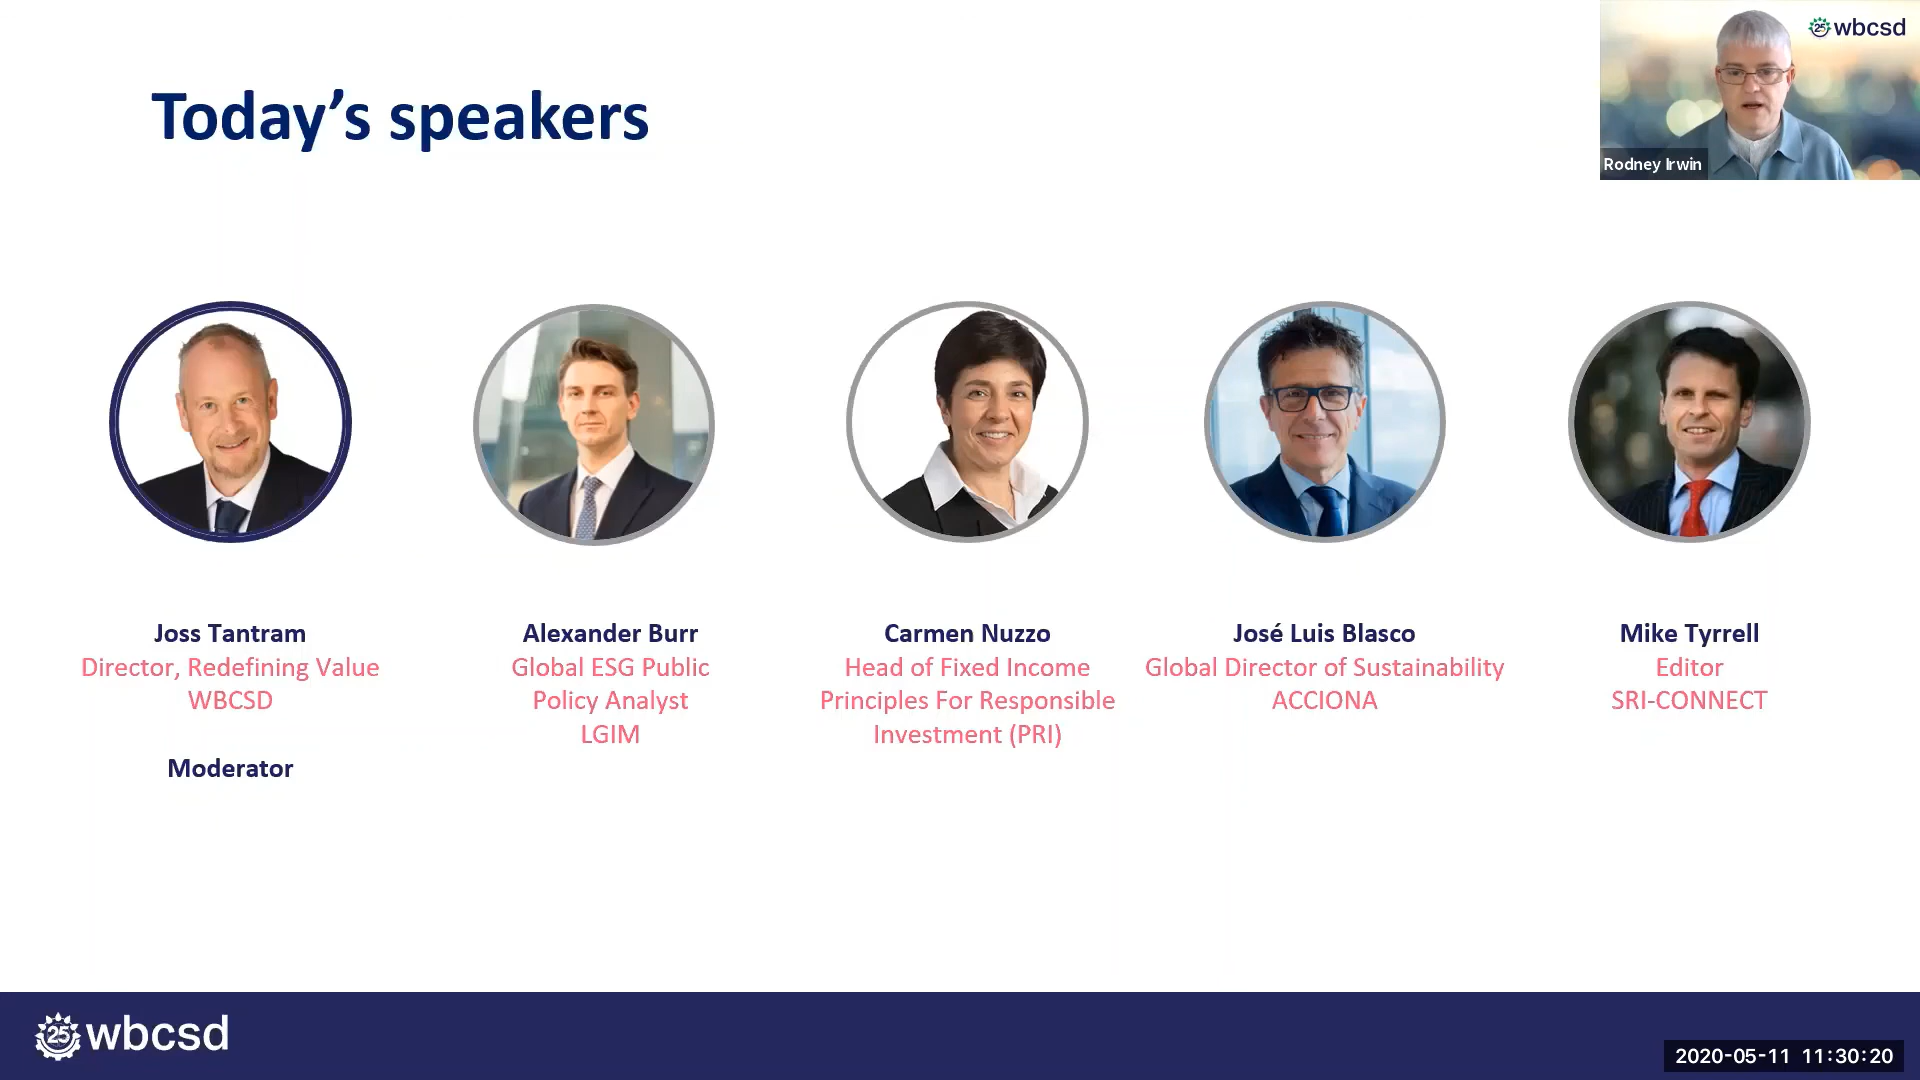 25 wbcsd
Rodney Irwin
Today’s speakers
Joss Tantram
Director, Redefining Value
WBCSD
Moderator
Alexander Burr
Global ESG Public
Policy Analyst
LGIM
Carmen Nuzzo
Head of Fixed Income
Principles For Responsible
Investment (PRI)
José Luis Blasco
Global Director of Sustainability
ACCIONA
Mike Tyrrell
Editor
SRI-CONNECT
25 wbcsd
2020-05-11 11:30:20